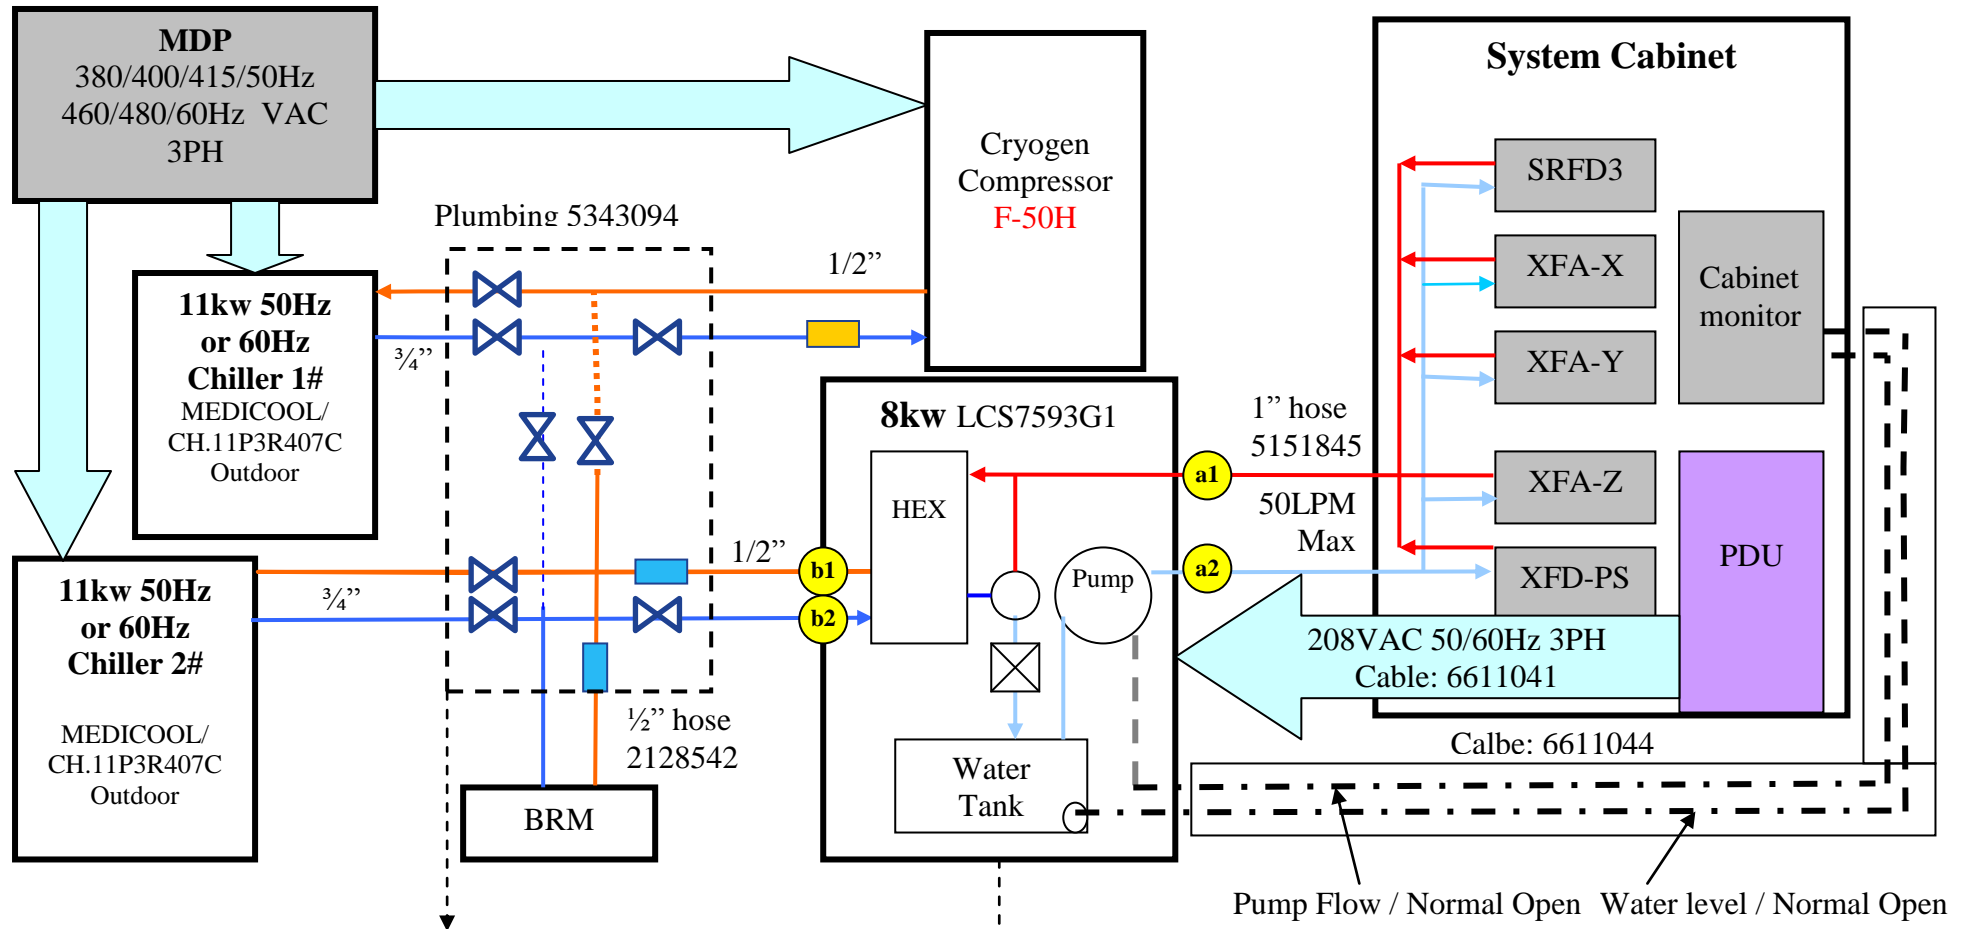 MDP
380/400/415/50Hz
460/480/60Hz VAC
3PH
Cryogen
Compressor
F-50H
System Cabinet
SRFD3
XFA-X
XFA-Y
XFA-Z
XFD-PS
Cabinet
monitor
PDU
Plumbing 5343094
1/2”
¾”
11kw 50Hz
or 60Hz
Chiller 1#
MEDICOOL/
CH.11P3R407C
Outdoor
8kw LCS7593G1
HEX
Pump
Water
Tank
1” hose
5151845
a1
50LPM
Max
a2
1/2”
b1
b2
¾”
11kw 50Hz
or 60Hz
Chiller 2#
MEDICOOL/
CH.11P3R407C
Outdoor
208VAC 50/60Hz 3PH
Cable: 6611041
½” hose
2128542
BRM
Calbe: 6611044
Pump Flow / Normal Open
Water level / Normal Open